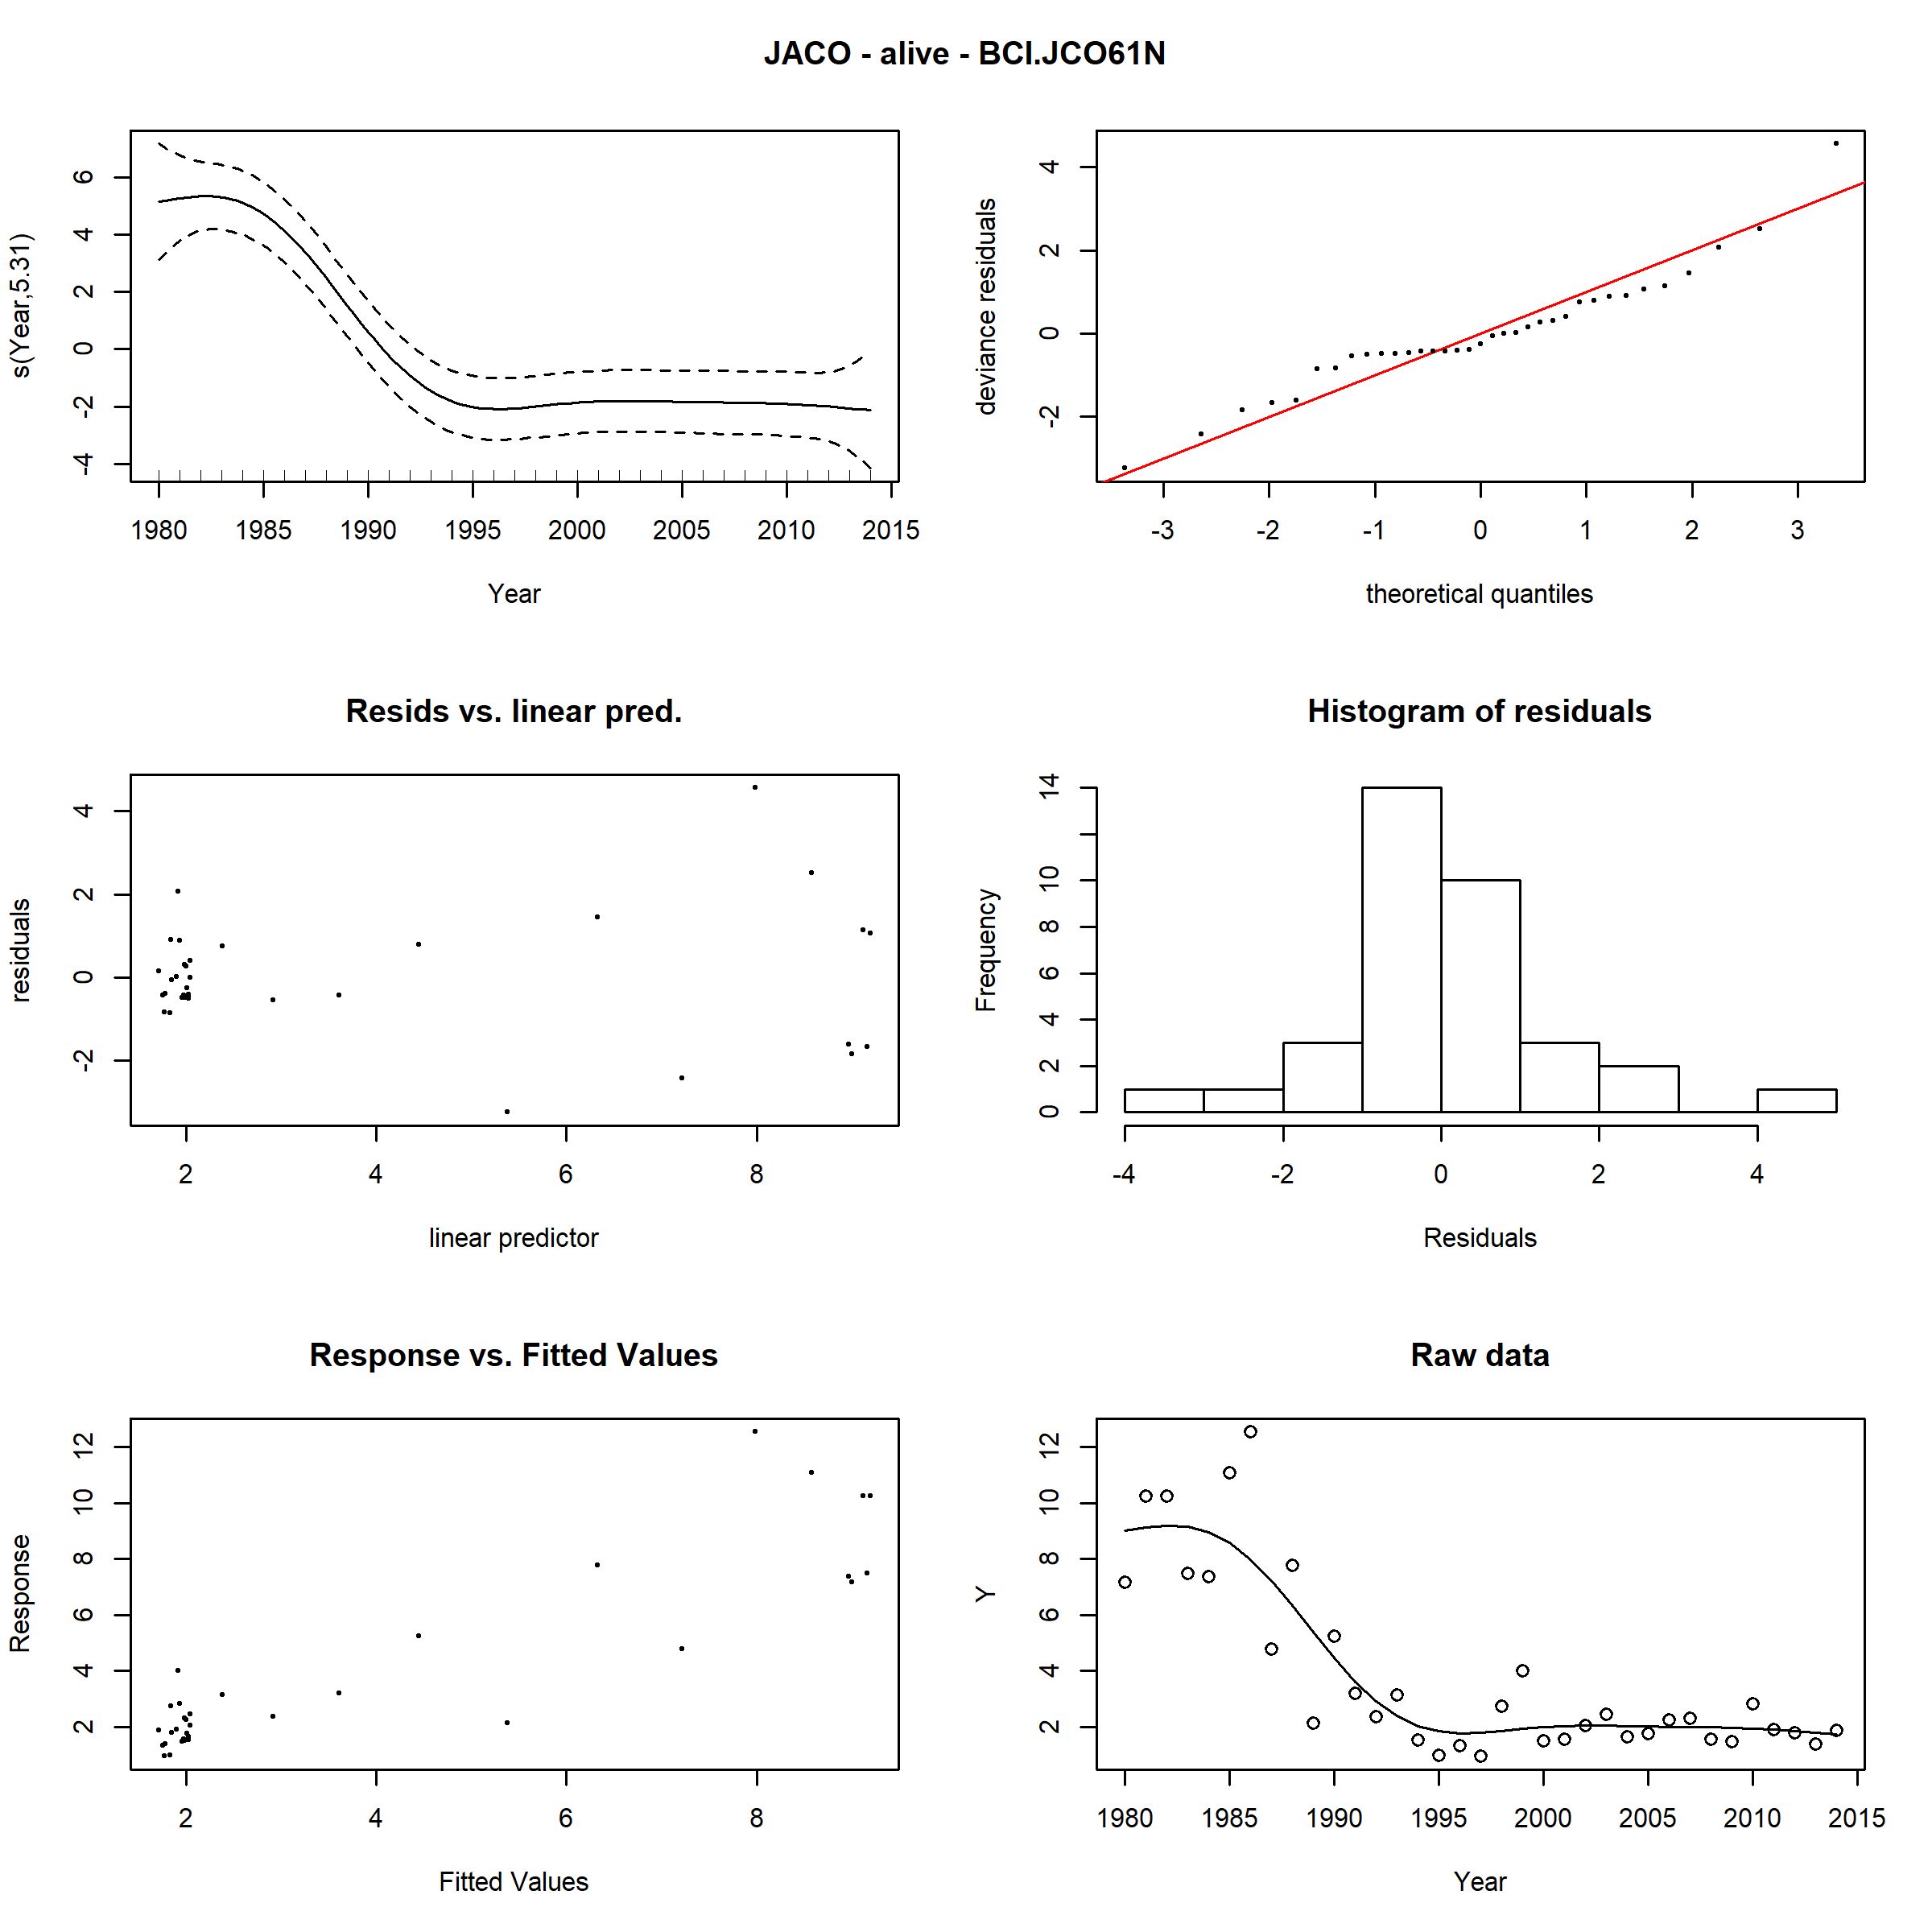 JACO - alive - BCI.JCO61N
s(Year,5.31)
6
4
2
0
-2
-4
1980 1985 1990 1995 2000 2005 2010 2015
Year
deviance residuals
4
2
0
-2
-3 -2 -1 0 1 2 3
theoretical quantiles
Resids vs. linear pred.
residuals
4
2
0
-2
2 4 6 8
linear predictor
Histogram of residuals
Frequency
14
10
8
6
4
2
0
-4 -2 0 2 4
Residuals
Response vs. Fitted Values
Response
12
10
8
6
4
2
2 4 6 8
Fitted Values
Raw data
Y
12
10
8
6
4
2
1980 1985 1990 1995 2000 2005 2010 2015
Year